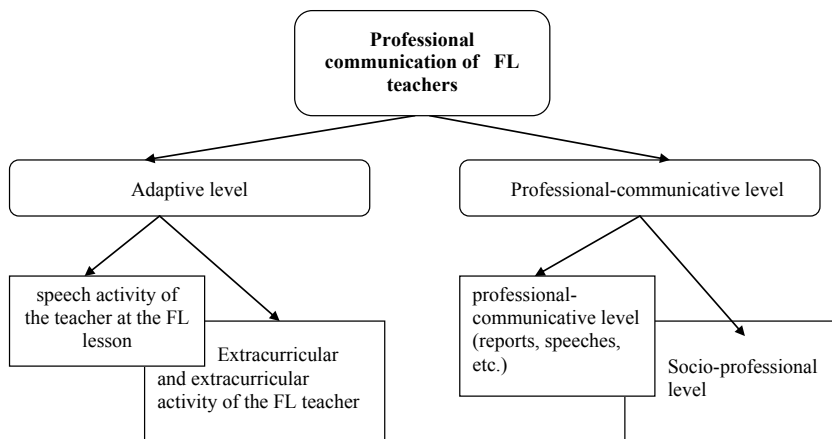 Professional
communication of FL
teachers
Adaptive level
Professional-communicative level
speech activity of
the teacher at the FL
lesson
Extracurricular
and extracurricular
activity of the FL teacher
professional-
communicative level
(reports, speeches,
etc.)
Socio-professional
level